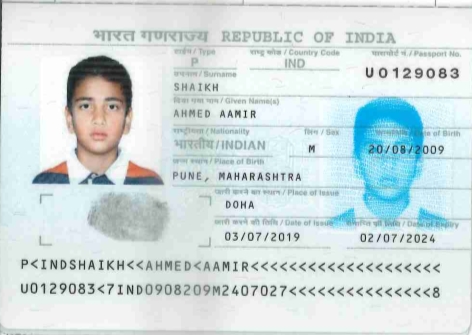 भारत गणराज्य REPUBLIC OF INDIA
टाईप / Type राष्ट्र कोड / Country Code पासपोर्ट नं. / Passport No.
P IND U0129083
उपनाम / Surname
SHAIKH
दिया गया नाम / Given Name(s)
AHMED AAMIR
राष्ट्रीयता / Nationality लिंग / Sex Date of Birth
भारतीय / INDIAN M 20/08/2009
जन्म स्थान / Place of Birth
PUNE, MAHARASHTRA
जारी करने का स्थान / Place of Issue
DOHA
जारी करने की तिथि / Date of Issue समाप्ति की तिथि / Date of Expiry
03/07/2019 02/07/2024
P<INDSHAIKH<<AHMED<AAMIR<<<<<<<<<<<<<<<<<<<<
U0129083<7IND0908209M2407027<<<<<<<<<<<<<<<8